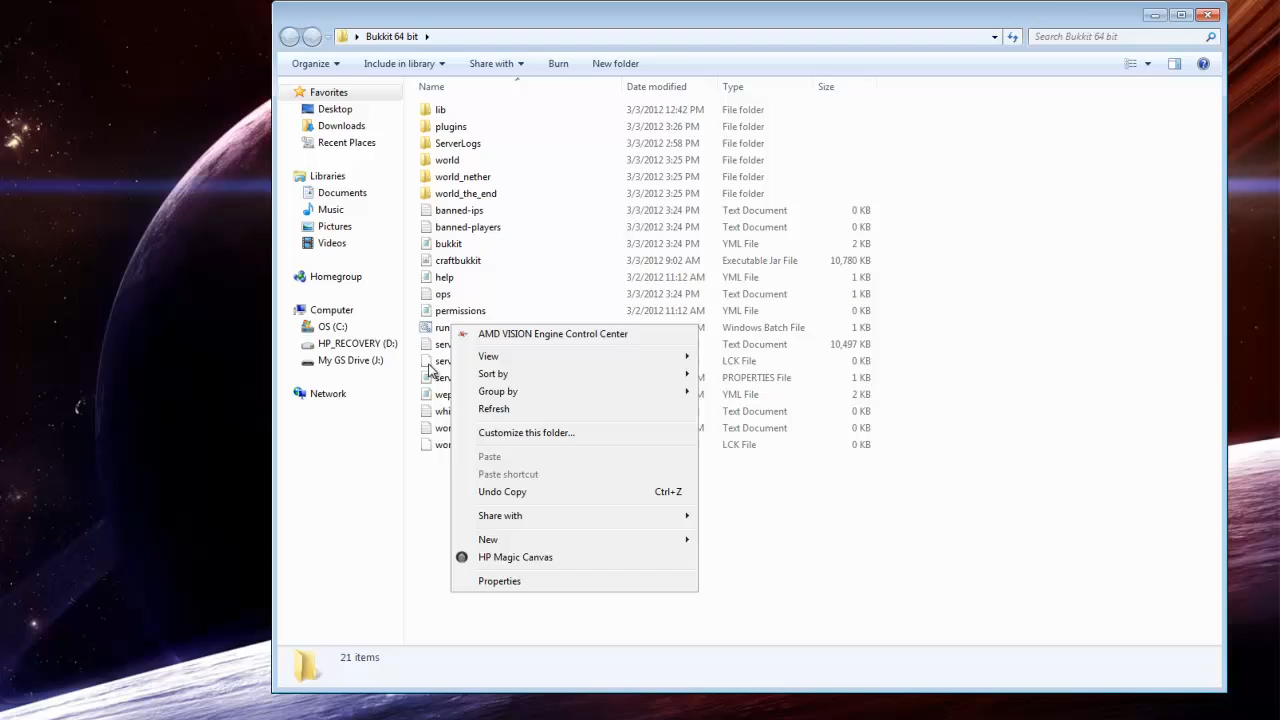 Bukkit 64 bit
Search Bukkit 64 bit
Organize Include in library Share with Burn New folder
Name Date modified Type Size
Favorites
Desktop
Downloads
Recent Places
Libraries
Documents
Music
Pictures
Videos
Homegroup
Computer
OS (C:)
HP_RECOVERY (D:)
My GS Drive (J:)
Network
lib 3/3/2012 12:42 PM File folder
plugins 3/3/2012 3:26 PM File folder
ServerLogs 3/3/2012 2:58 PM File folder
world 3/3/2012 3:25 PM File folder
world_nether 3/3/2012 3:25 PM File folder
world_the_end 3/3/2012 3:25 PM File folder
banned-ips 3/3/2012 3:24 PM Text Document 0 KB
banned-players 3/3/2012 3:24 PM Text Document 0 KB
bukkit 3/3/2012 3:24 PM YML File 2 KB
craftbukkit 3/3/2012 9:02 AM Executable Jar File 10,780 KB
help 3/2/2012 11:12 AM YML File 1 KB
ops 3/3/2012 3:24 PM Text Document 1 KB
permissions 3/2/2012 11:12 AM YML File 0 KB
run M Windows Batch File 1 KB
serv Text Document 10,497 KB
serv LCK File 0 KB
serv M PROPERTIES File 1 KB
wep M YML File 2 KB
whi M Text Document 0 KB
wor M Text Document 0 KB
wor LCK File 0 KB
AMD VISION Engine Control Center
View
Sort by
Group by
Refresh
Customize this folder...
Paste
Paste shortcut
Undo Copy Ctrl+Z
Share with
New
HP Magic Canvas
Properties
21 items